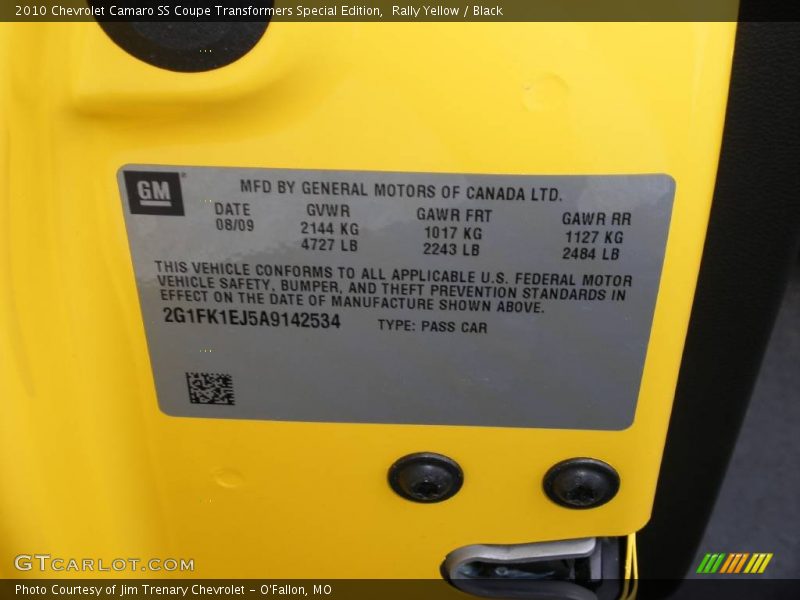 2010 Chevrolet Camaro SS Coupe Transformers Special Edition,  Rally Yellow / Black
GM
MFD BY GENERAL MOTORS OF CANADA LTD.
DATE GVWR GAWR FRT GAWR RR
08/09 2144 KG 1017 KG 1127 KG
4727 LB 2243 LB 2484 LB
THIS VEHICLE CONFORMS TO ALL APPLICABLE U.S. FEDERAL MOTOR
VEHICLE SAFETY, BUMPER, AND THEFT PREVENTION STANDARDS IN
EFFECT ON THE DATE OF MANUFACTURE SHOWN ABOVE.
2G1FK1EJ5A9142534 TYPE: PASS CAR
GTCARLOT.COM
Photo Courtesy of Jim Trenary Chevrolet - O'Fallon, MO